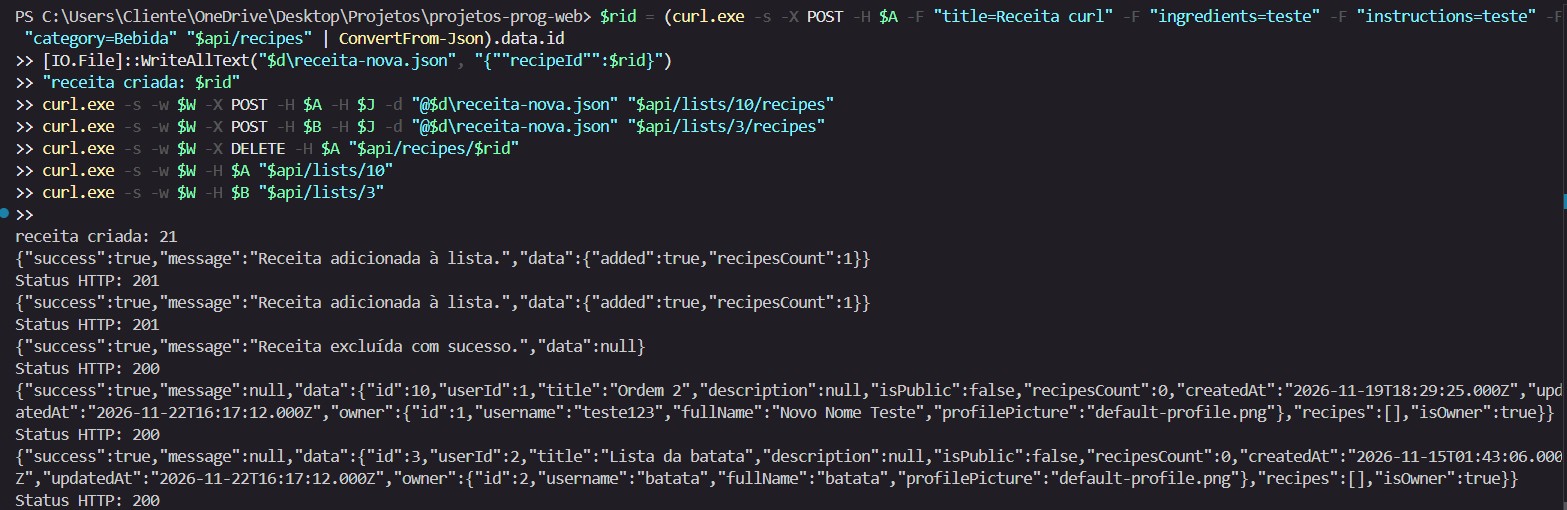 PS C:\Users\Cliente\OneDrive\Desktop\Projetos\projetos-prog-web> $rid = (curl.exe -s -X POST -H $A -F "title=Receita curl" -F "ingredients=teste" -F "instructions=teste" -F
"category=Bebida" "$api/recipes" | ConvertFrom-Json).data.id
>> [IO.File]::WriteAllText("$d\receita-nova.json", "{""recipeId"":$rid}")
>> "receita criada: $rid"
>> curl.exe -s -w $W -X POST -H $A -H $J -d "@$d\receita-nova.json" "$api/lists/10/recipes"
>> curl.exe -s -w $W -X POST -H $B -H $J -d "@$d\receita-nova.json" "$api/lists/3/recipes"
>> curl.exe -s -w $W -X DELETE -H $A "$api/recipes/$rid"
>> curl.exe -s -w $W -H $A "$api/lists/10"
>> curl.exe -s -w $W -H $B "$api/lists/3"
>>
receita criada: 21
{"success":true,"message":"Receita adicionada à lista.","data":{"added":true,"recipesCount":1}}
Status HTTP: 201
{"success":true,"message":"Receita adicionada à lista.","data":{"added":true,"recipesCount":1}}
Status HTTP: 201
{"success":true,"message":"Receita excluída com sucesso.","data":null}
Status HTTP: 200
{"success":true,"message":null,"data":{"id":10,"userId":1,"title":"Ordem 2","description":null,"isPublic":false,"recipesCount":0,"createdAt":"2026-11-19T18:29:25.000Z","upd
atedAt":"2026-11-22T16:17:12.000Z","owner":{"id":1,"username":"teste123","fullName":"Novo Nome Teste","profilePicture":"default-profile.png"},"recipes":[],"isOwner":true}}
Status HTTP: 200
{"success":true,"message":null,"data":{"id":3,"userId":2,"title":"Lista da batata","description":null,"isPublic":false,"recipesCount":0,"createdAt":"2026-11-15T01:43:06.000
Z","updatedAt":"2026-11-22T16:17:12.000Z","owner":{"id":2,"username":"batata","fullName":"batata","profilePicture":"default-profile.png"},"recipes":[],"isOwner":true}}
Status HTTP: 200